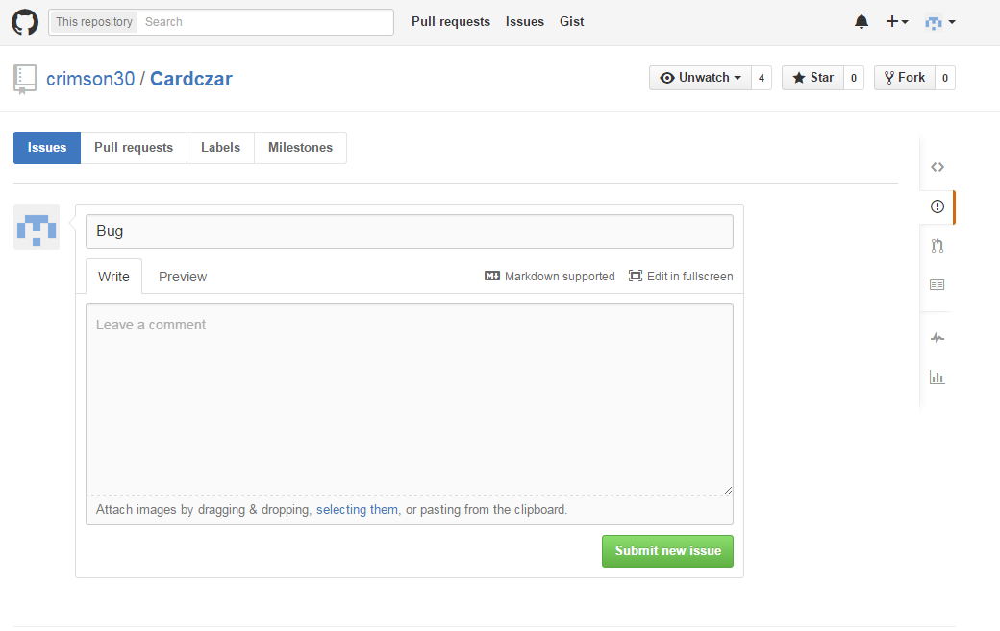 This repository Search Pull requests Issues Gist
crimson30 / Cardczar Unwatch 4 Star 0 Fork 0
Issues Pull requests Labels Milestones
Bug
Write Preview Markdown supported Edit in fullscreen
Leave a comment
Attach images by dragging & dropping, selecting them, or pasting from the clipboard.
Submit new issue